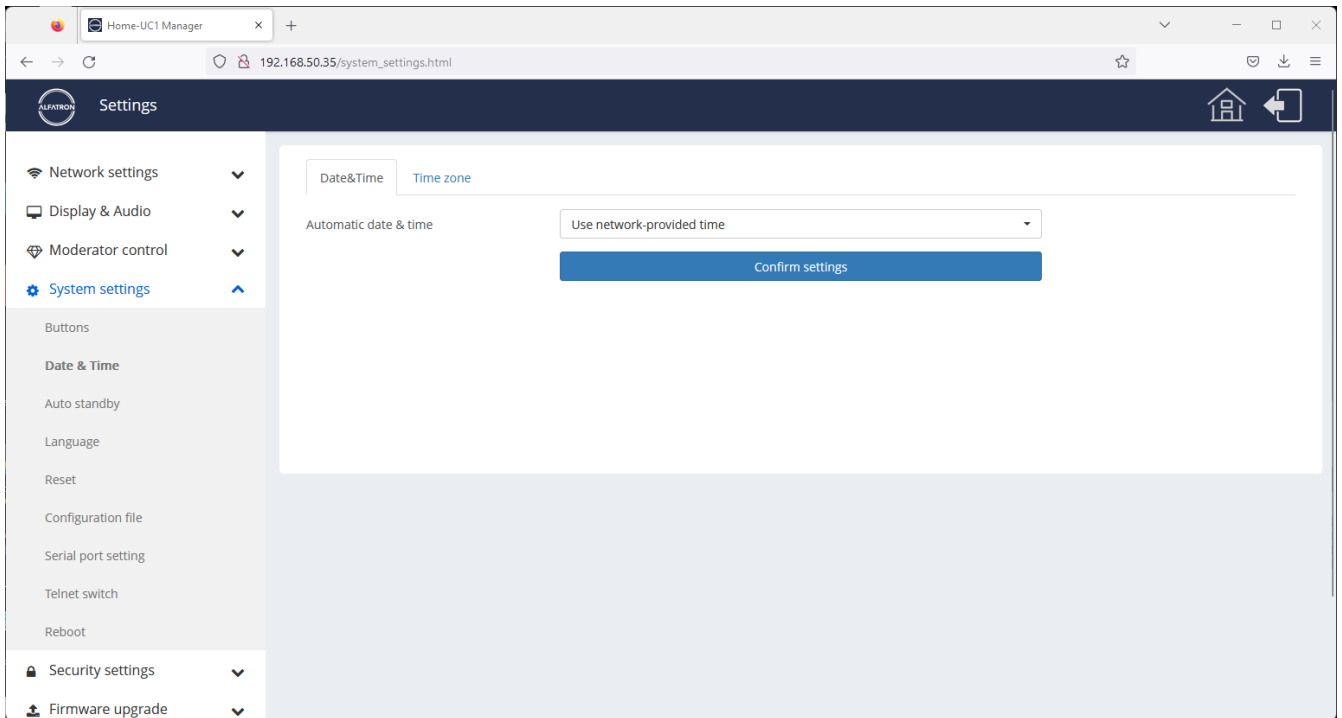 Home-UC1 Manager
192.168.50.35/system_settings.html
ALFATRON
Settings
Network settings
Display & Audio
Moderator control
System settings
Buttons
Date & Time
Auto standby
Language
Reset
Configuration file
Serial port setting
Telnet switch
Reboot
Security settings
Firmware upgrade
Date&Time Time zone
Automatic date & time Use network-provided time
Confirm settings